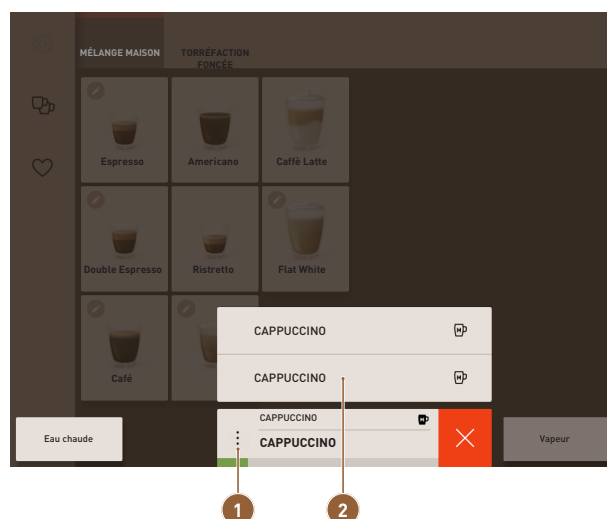 MÉLANGE MAISON
TORRÉFACTION
FONCÉE
Espresso
Americano
Caffè Latte
Double Espresso
Ristretto
Flat White
Café
CAPPUCCINO
M
CAPPUCCINO
M
Eau chaude
CAPPUCCINO
M
CAPPUCCINO
Vapeur
1
2